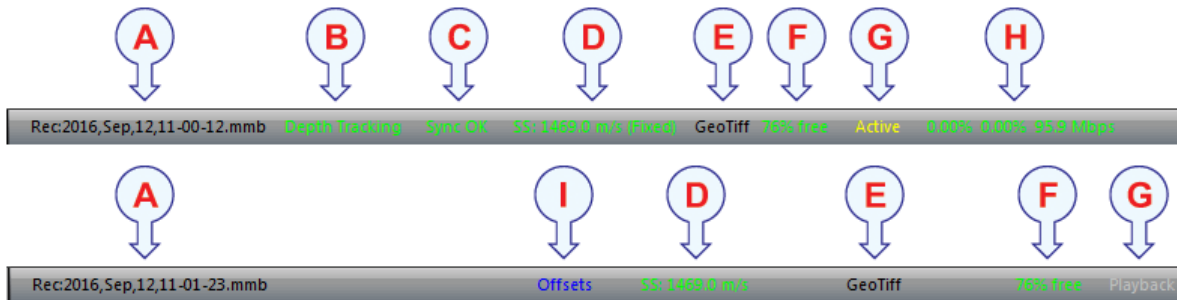 A B C D E F G H
Rec:2016,Sep,12,11-00-12.mmb Depth Tracking Sync OK SS: 1469.0 m/s (Fixed) GeoTiff 76% free Active 0.00% 0.00% 95.9 Mbps
A I D E F G
Rec:2016,Sep,12,11-01-23.mmb Offsets SS: 1469.0 m/s GeoTiff 76% free Playback